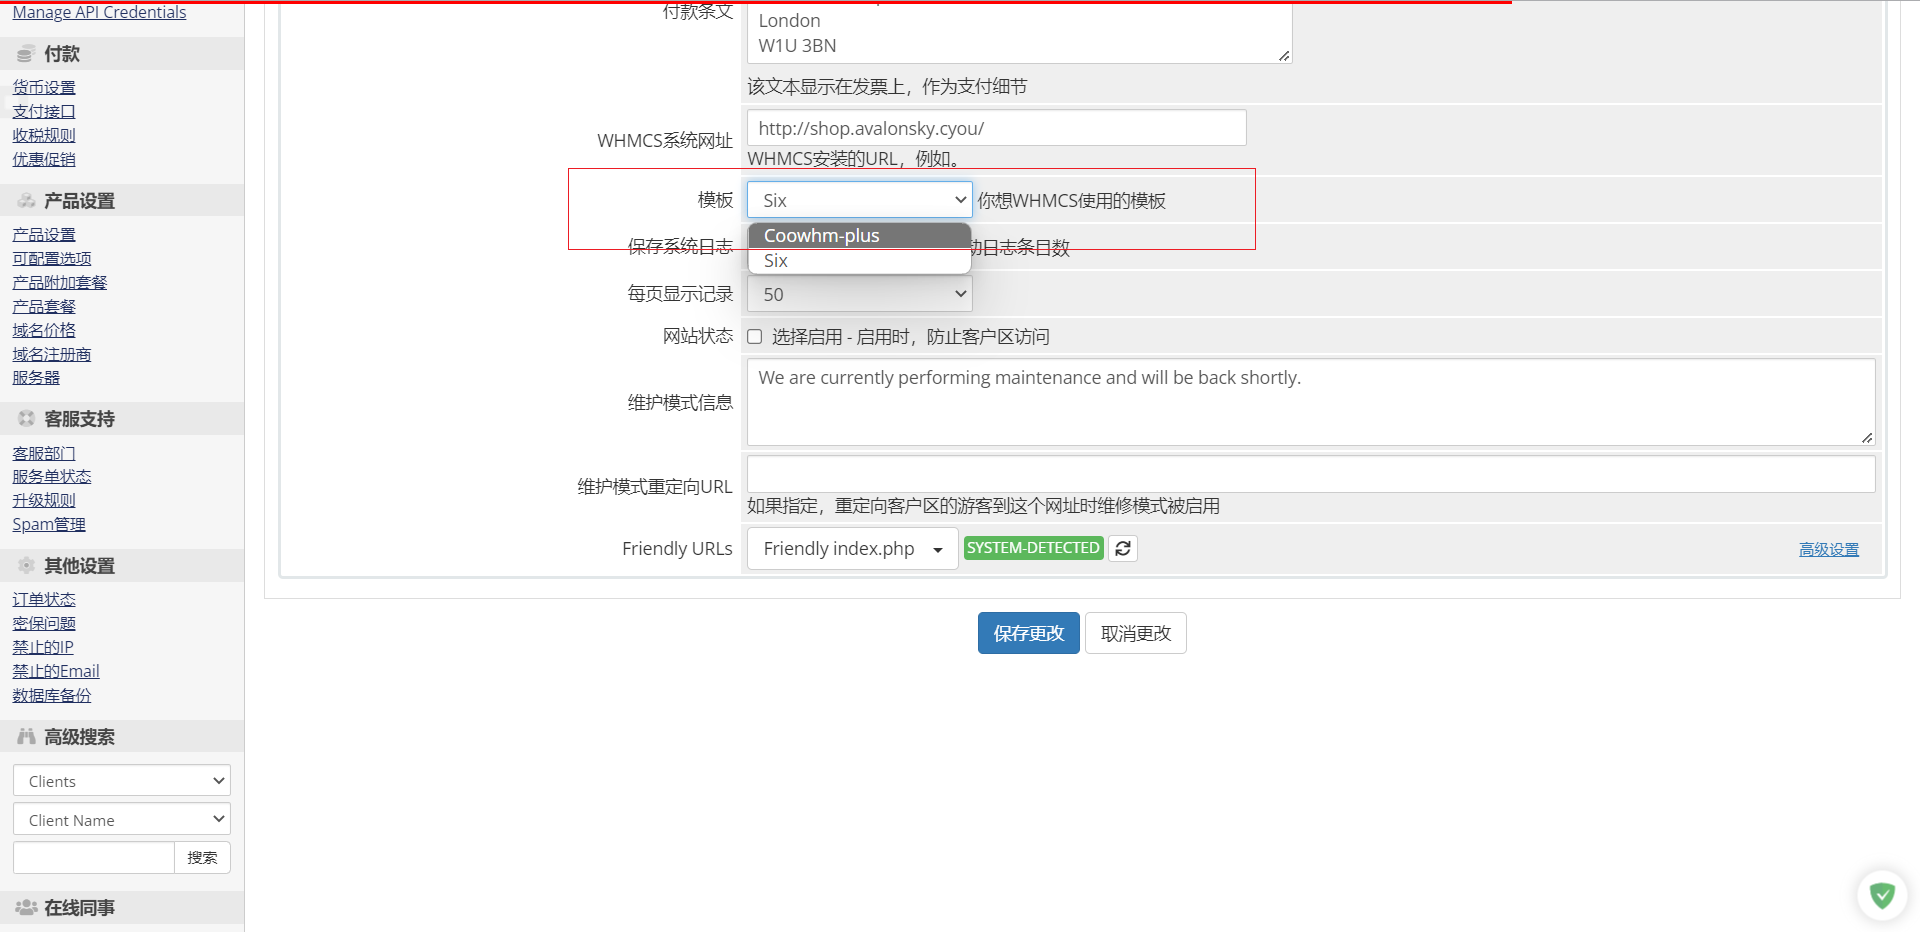 Manage API Credentials
付款
货币设置
支付接口
收税规则
优惠促销
产品设置
产品设置
可配置选项
产品附加套餐
产品套餐
域名价格
域名注册商
服务器
客服支持
客服部门
服务单状态
升级规则
Spam管理
其他设置
订单状态
密保问题
禁止的IP
禁止的Email
数据库备份
高级搜索
Clients
Client Name
搜索
在线同事
付款条文
London
W1U 3BN
该文本显示在发票上，作为支付细节
WHMCS系统网址
http://shop.avalonsky.cyou/
WHMCS安装的URL，例如。
模板
Six
你想WHMCS使用的模板
Coowhm-plus
Six
保存系统日志
动日志条目数
每页显示记录
50
网站状态
选择启用 - 启用时，防止客户区访问
维护模式信息
We are currently performing maintenance and will be back shortly.
维护模式重定向URL
如果指定，重定向客户区的游客到这个网址时维修模式被启用
Friendly URLs
Friendly index.php
SYSTEM-DETECTED
高级设置
保存更改
取消更改